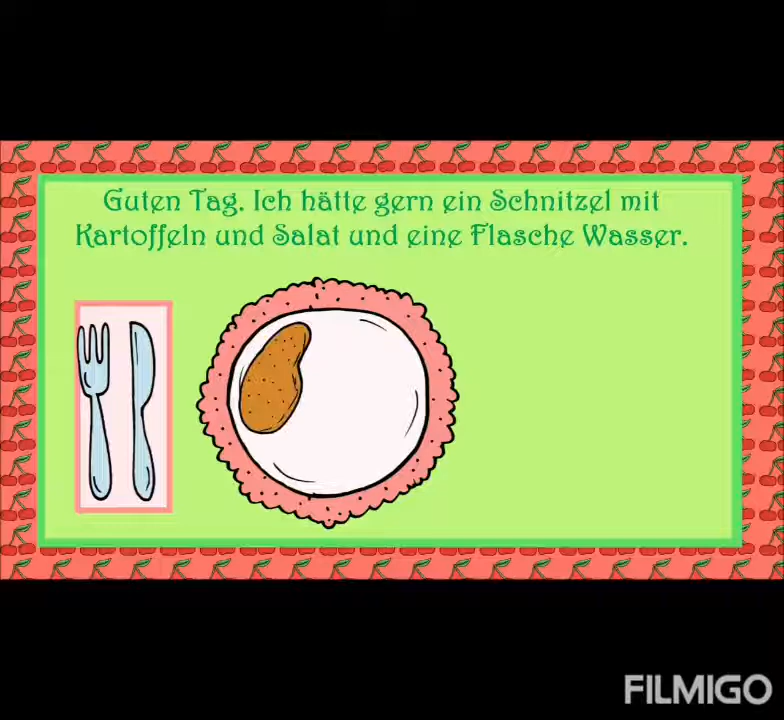 Guten Tag. Ich hätte gern ein Schnitzel mit
Kartoffeln und Salat und eine Flasche Wasser.
FILMIGO